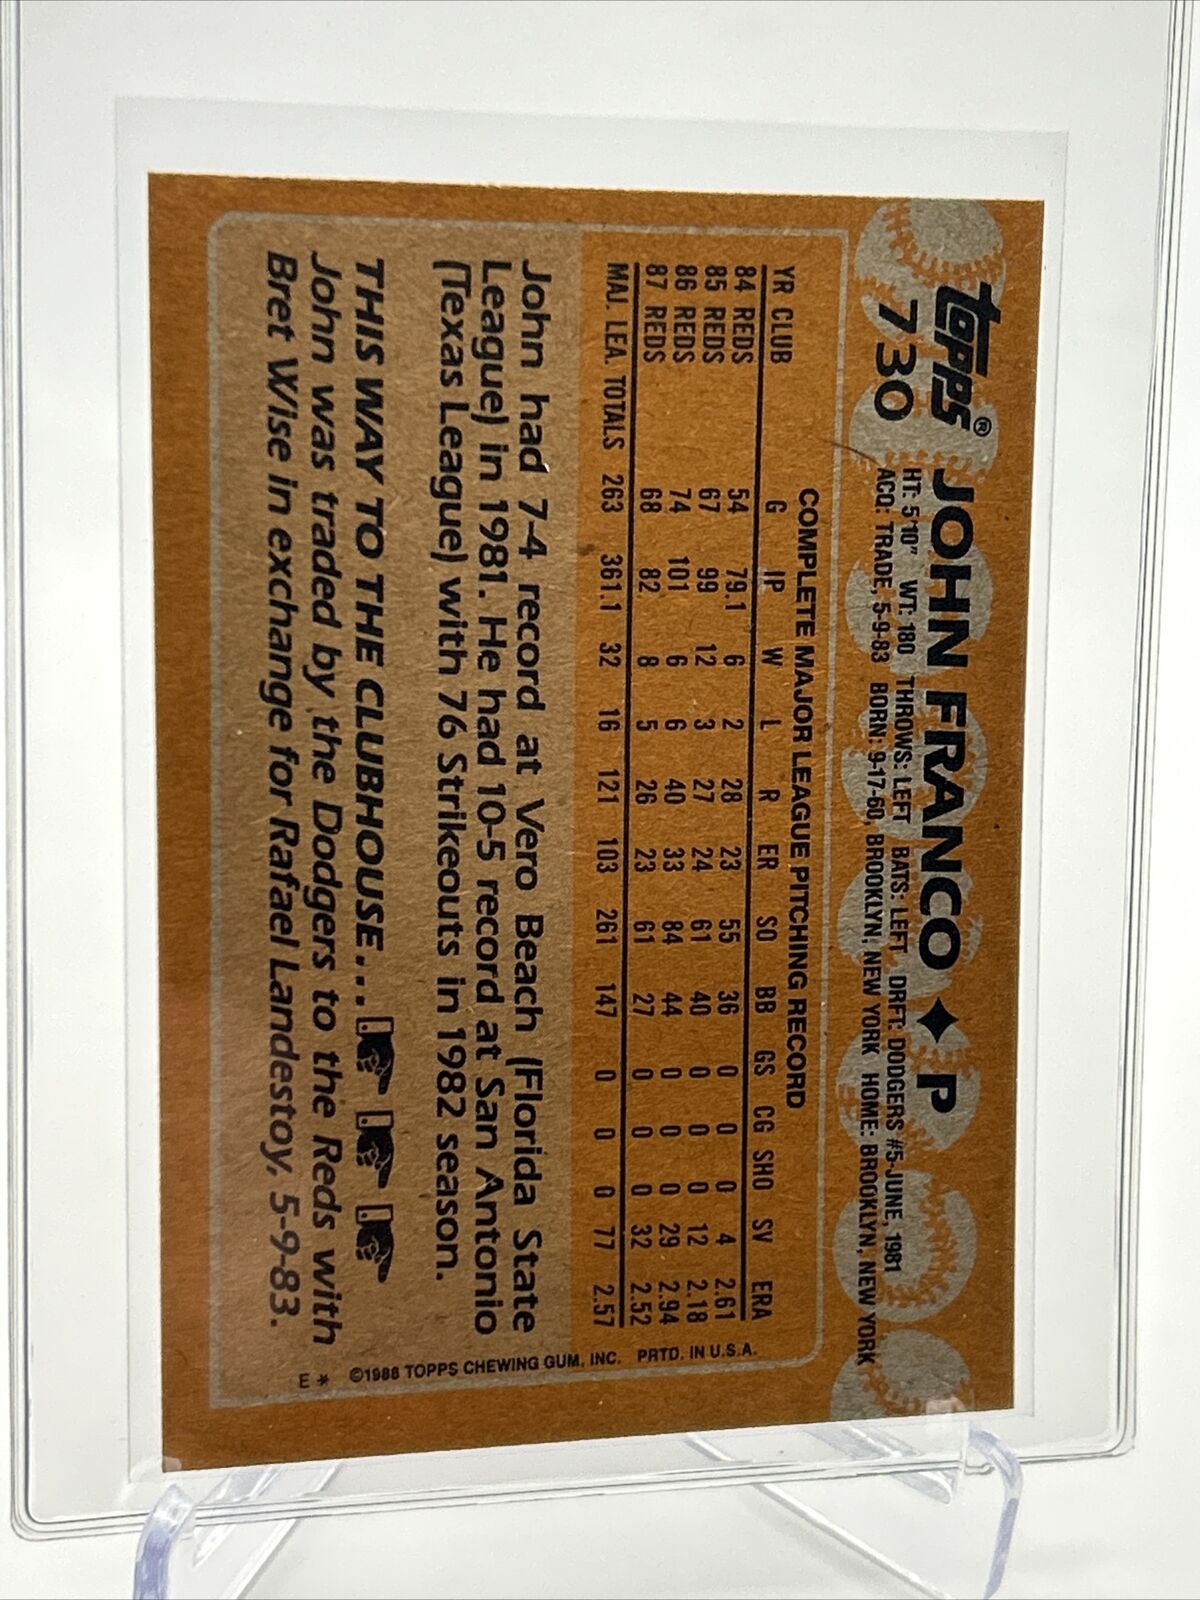 topps®
730
JOHN FRANCO ♦ P
HT: 5'10" WT: 180 THROWS: LEFT BATS: LEFT DRFT: DODGERS #5-JUNE, 1981
ACQ: TRADE, 5-9-83 BORN: 9-17-60, BROOKLYN, NEW YORK HOME: BROOKLYN, NEW YORK
COMPLETE MAJOR LEAGUE PITCHING RECORD
YR CLUB G IP W L R ER SO BB GS CG SHO SV ERA
84 REDS 54 79.1 6 2 28 23 55 36 0 0 0 4 2.61
85 REDS 67 99 12 3 27 24 61 40 0 0 0 12 2.18
86 REDS 74 101 6 6 40 33 84 44 0 0 0 29 2.94
87 REDS 68 82 8 5 26 23 61 27 0 0 0 32 2.52
MAJ. LEA. TOTALS 263 361.1 32 16 121 103 261 147 0 0 0 77 2.57
John had 7-4 record at Vero Beach (Florida State
League) in 1981. He had 10-5 record at San Antonio
(Texas League) with 76 Strikeouts in 1982 season.
THIS WAY TO THE CLUBHOUSE...
John was traded by the Dodgers to the Reds with
Bret Wise in exchange for Rafael Landestoy, 5-9-83.
©1988 TOPPS CHEWING GUM, INC. PRTD. IN U.S.A.
E *